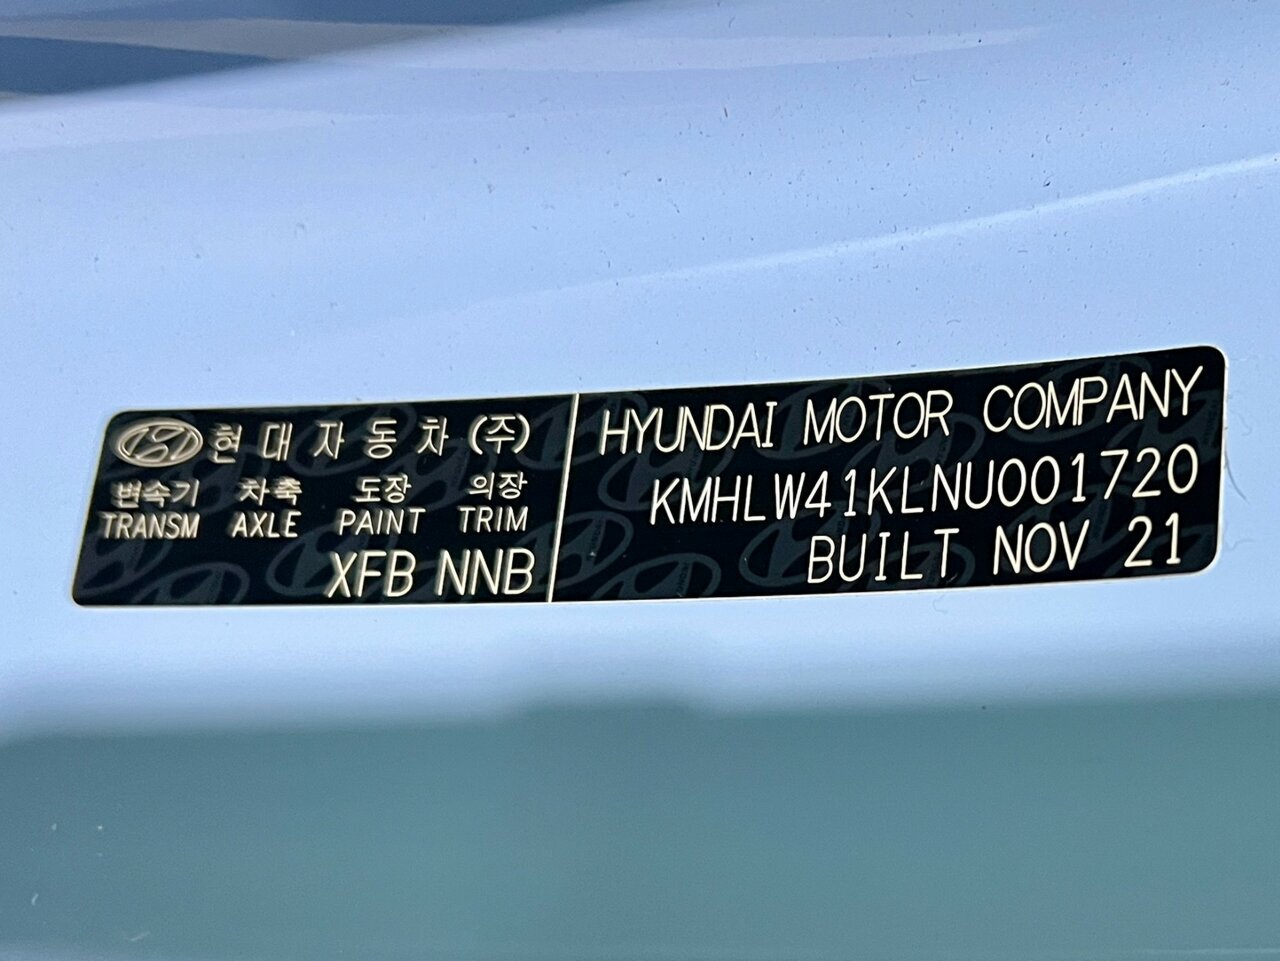 현대자동차(주)
변속기 차축 도장 의장
TRANSM AXLE PAINT TRIM
XFB NNB
HYUNDAI MOTOR COMPANY
KMHLW41KLNU001720
BUILT NOV 21